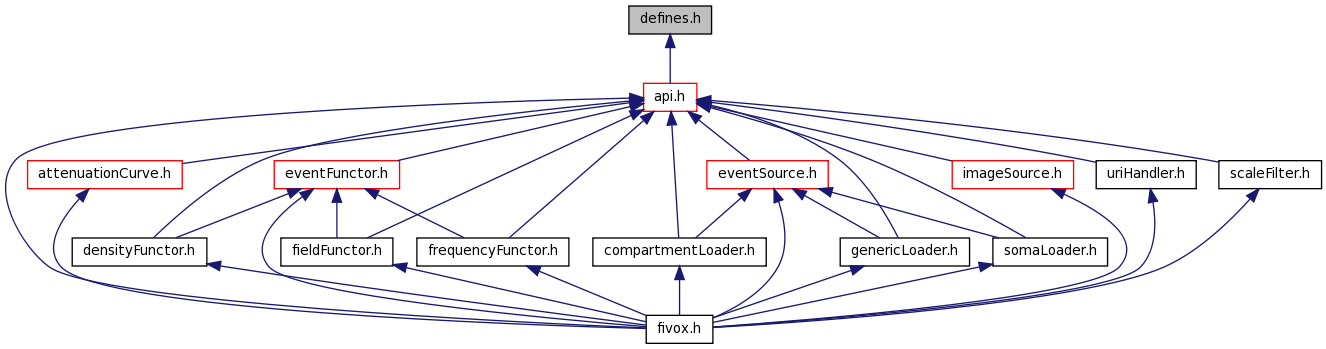 defines.h
api.h
attenuationCurve.h
eventFunctor.h
eventSource.h
imageSource.h
uriHandler.h
scaleFilter.h
densityFunctor.h
fieldFunctor.h
frequencyFunctor.h
compartmentLoader.h
genericLoader.h
somaLoader.h
fivox.h